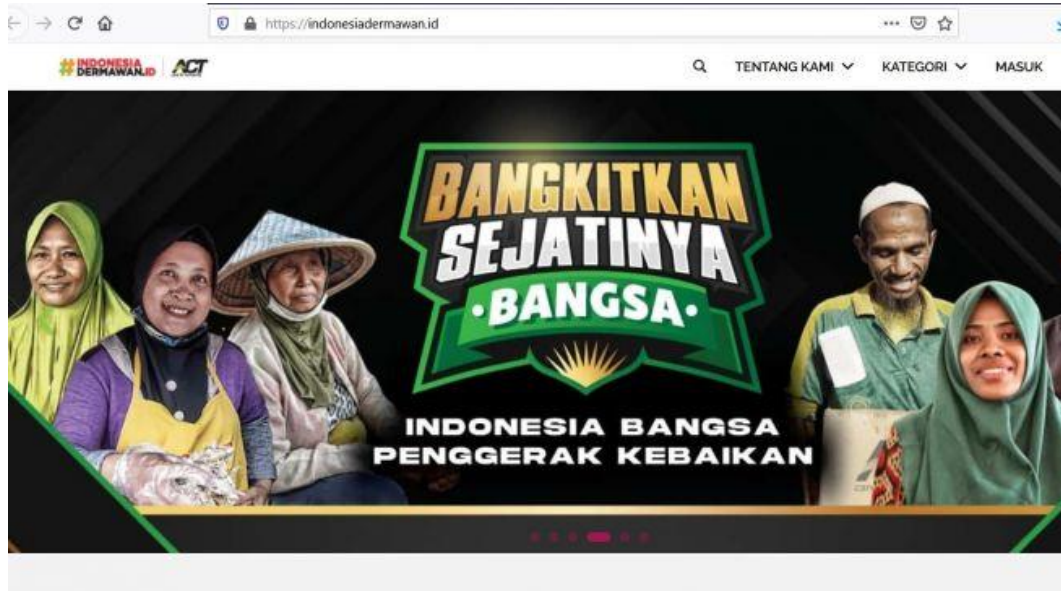 https://indonesiadermawan.id
#INDONESIA
DERMAWAN.ID
ACT
TENTANG KAMI
KATEGORI
MASUK
BANGKITKAN
SEJATINYA
•BANGSA•
INDONESIA BANGSA
PENGGERAK KEBAIKAN